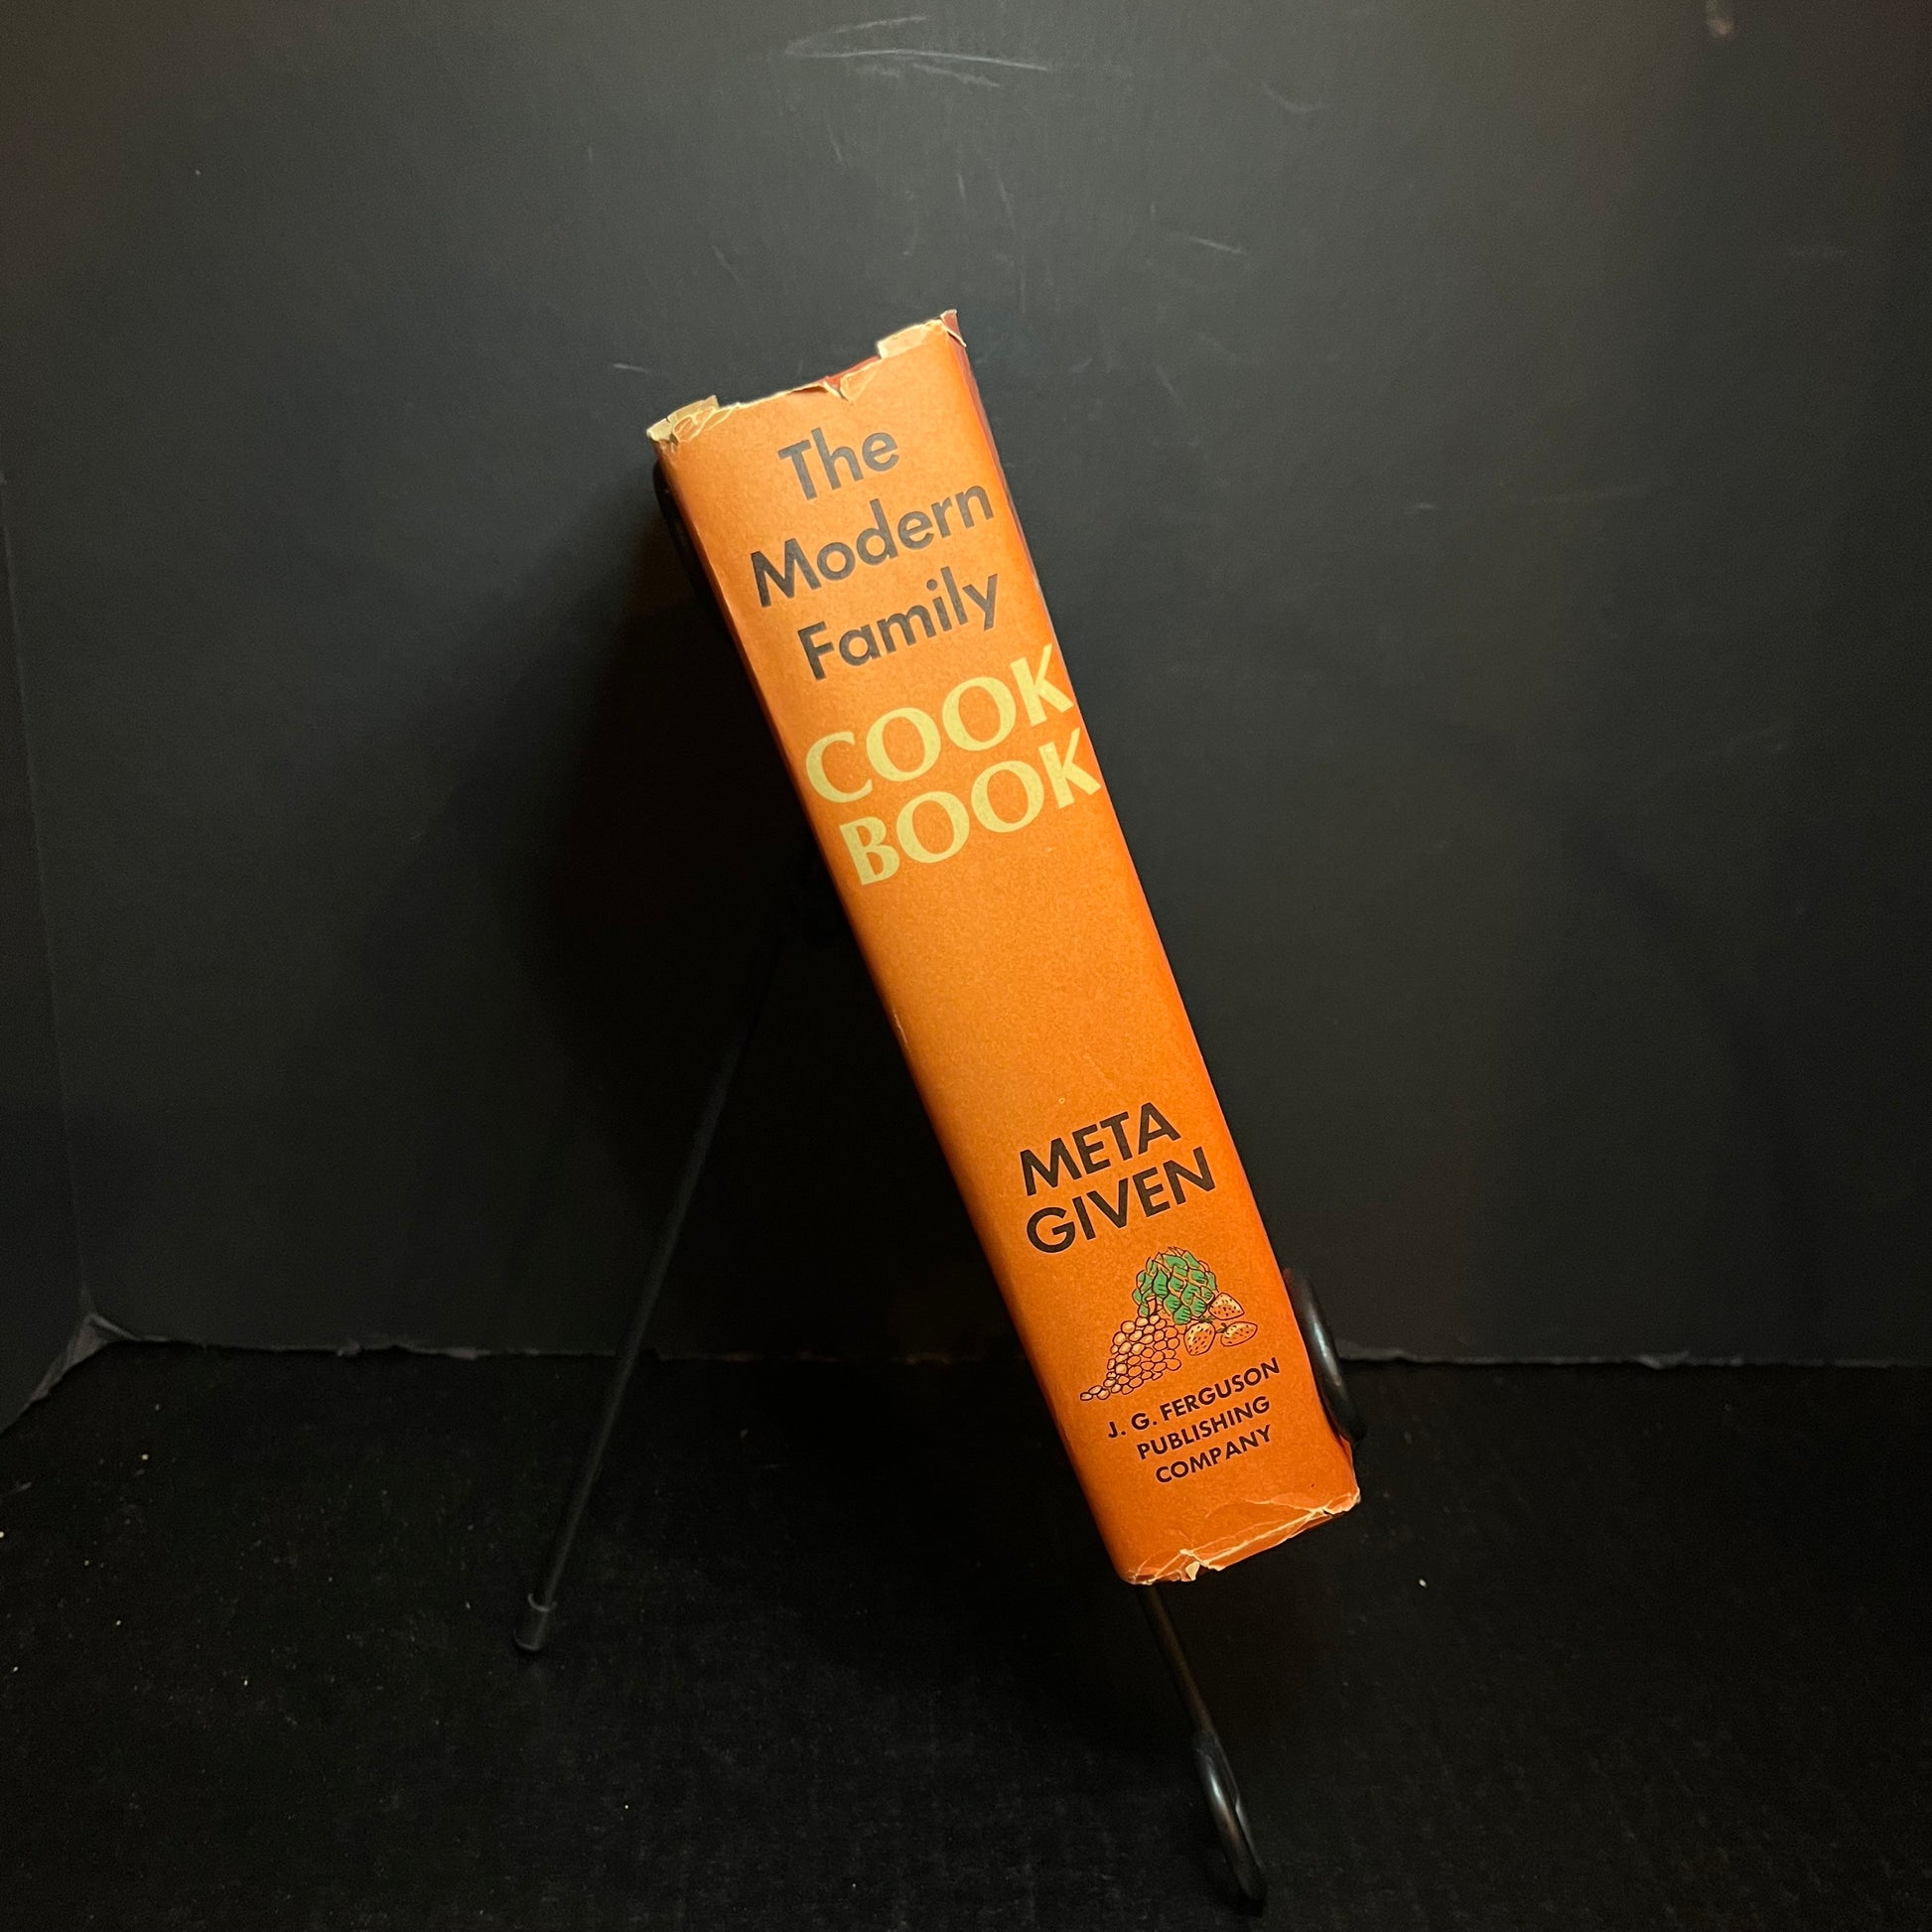 The
Modern
Family
COOK
BOOK
META
GIVEN
J. G. FERGUSON
PUBLISHING
COMPANY